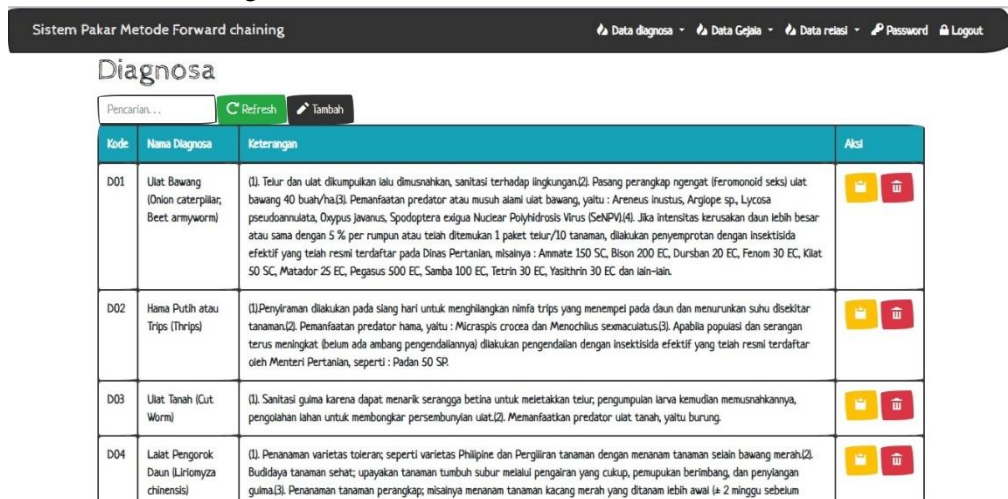 Sistem Pakar Metode Forward chaining
Data diagnosa Data Gejala Data relasi Password Logout
Diagnosa
Pencarian... Refresh Tambah
Kode Nama Diagnosa Keterangan Aksi
D01
Ulat Bawang
(Onion caterpillar,
Beet armyworm)
(1). Telur dan ulat dikumpulkan lalu dimusnahkan, sanitasi terhadap lingkungan.(2). Pasang perangkap ngengat (feromonoid seks) ulat
bawang 40 buah/ha.(3). Pemanfaatan predator atau musuh alami ulat bawang, yaitu : Areneus inustus, Argiope sp., Lycosa
pseudoannulata, Oxypus javanus, Spodoptera exigua Nuclear Polyhidrosis Virus (SeNPV).(4). Jika intensitas kerusakan daun lebih besar
atau sama dengan 5 % per rumpun atau telah ditemukan 1 paket telur/10 tanaman, dilakukan penyemprotan dengan insektisida
efektif yang telah resmi terdaftar pada Dinas Pertanian, misalnya : Ammate 150 SC, Bison 200 EC, Dursban 20 EC, Fenom 30 EC, Kilat
50 SC, Matador 25 EC, Pegasus 500 EC, Samba 100 EC, Tetrin 30 EC, Yasithrin 30 EC dan lain-lain.
D02
Hama Putih atau
Trips (Thrips)
(1).Penyiraman dilakukan pada siang hari untuk menghilangkan nimfa trips yang menempel pada daun dan menurunkan suhu disekitar
tanaman.(2). Pemanfaatan predator hama, yaitu : Micraspis crocea dan Menochilus sexmaculatus.(3). Apabila populasi dan serangan
terus meningkat (belum ada ambang pengendaliannya) dilakukan pengendalian dengan insektisida efektif yang telah resmi terdaftar
oleh Menteri Pertanian, seperti : Padan 50 SP.
D03
Ulat Tanah (Cut
Worm)
(1). Sanitasi gulma karena dapat menarik serangga betina untuk meletakkan telur, pengumpulan larva kemudian memusnahkannya,
pengolahan lahan untuk membongkar persembunyian ulat.(2). Memanfaatkan predator ulat tanah, yaitu burung.
D04
Lalat Pengorok
Daun (Liriomyza
chinensis)
(1). Penanaman varietas toleran; seperti varietas Philipine dan Pergiliran tanaman dengan menanam tanaman selain bawang merah.(2).
Budidaya tanaman sehat; upayakan tanaman tumbuh subur melalui pengairan yang cukup, pemupukan berimbang, dan penyiangan
gulma.(3). Penanaman tanaman perangkap; misalnya menanam tanaman kacang merah yang ditanam lebih awal (± 2 minggu sebelum